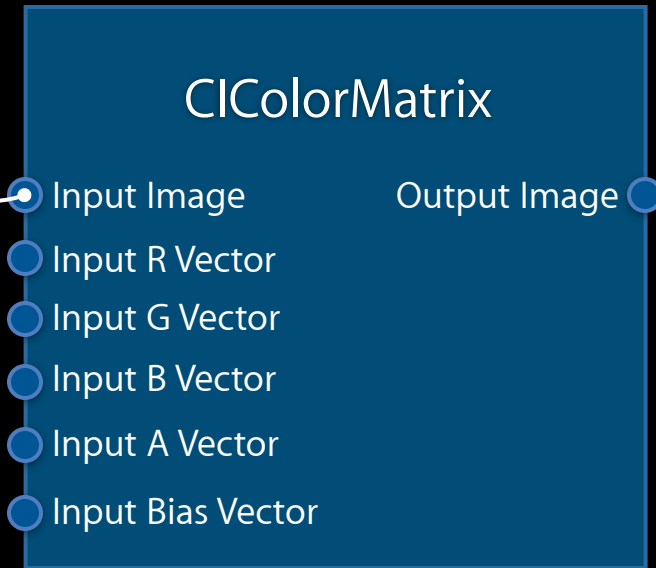 CIColorMatrix
Input Image
Output Image
Input R Vector
Input G Vector
Input B Vector
Input A Vector
Input Bias Vector